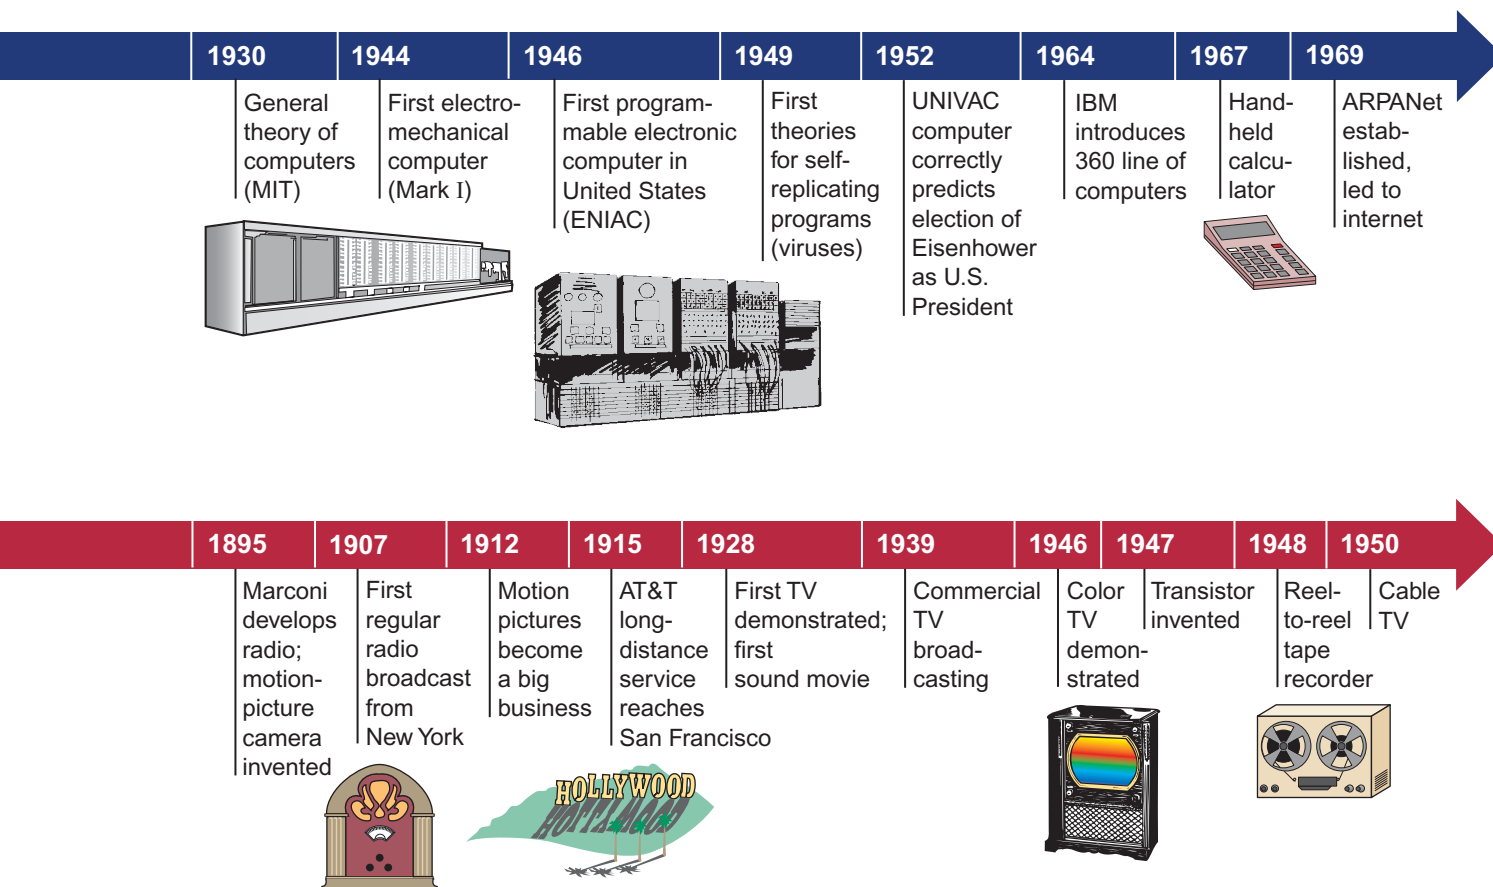 1930
General
theory of
computers
(MIT)
1944
First electro-
mechanical
computer
(Mark I)
1946
First program-
mable electronic
computer in
United States
(ENIAC)
1949
First
theories
for self-
replicating
programs
(viruses)
1952
UNIVAC
computer
correctly
predicts
election of
Eisenhower
as U.S.
President
1964
IBM
introduces
360 line of
computers
1967
Hand-
held
calcu-
lator
1969
ARPANet
estab-
lished,
led to
internet
1895
Marconi
develops
radio;
motion-
picture
camera
invented
1907
First
regular
radio
broadcast
from
New York
1912
Motion
pictures
become
a big
business
1915
AT&T
long-
distance
service
reaches
San Francisco
1928
First TV
demonstrated;
first
sound movie
1939
Commercial
TV
broad-
casting
1946
Color
TV
demon-
strated
1947
Transistor
invented
1948
Reel-
to-reel
tape
recorder
1950
Cable
TV
HOLLYWOOD